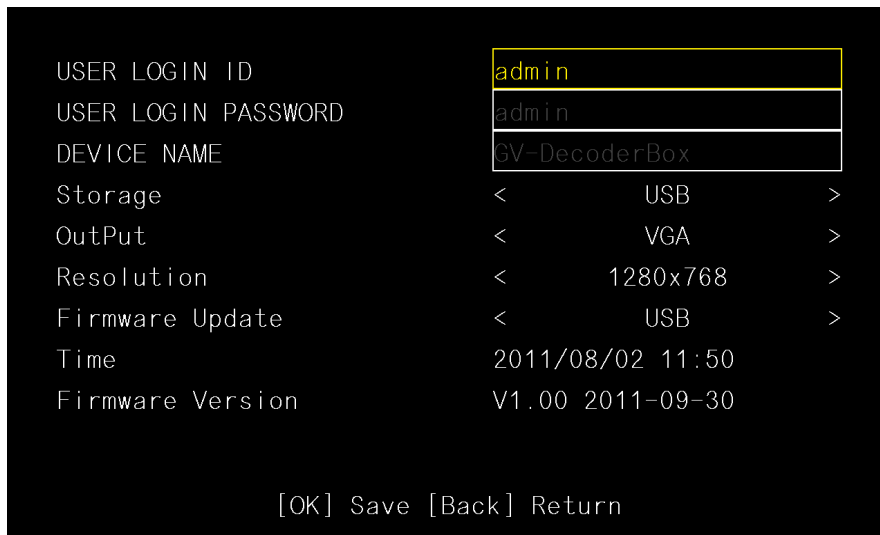 USER LOGIN ID admin
USER LOGIN PASSWORD admin
DEVICE NAME GV-DecoderBox
Storage < USB >
OutPut < VGA >
Resolution < 1280x768 >
Firmware Update < USB >
Time 2011/08/02 11:50
Firmware Version V1.00 2011-09-30
[OK] Save [Back] Return